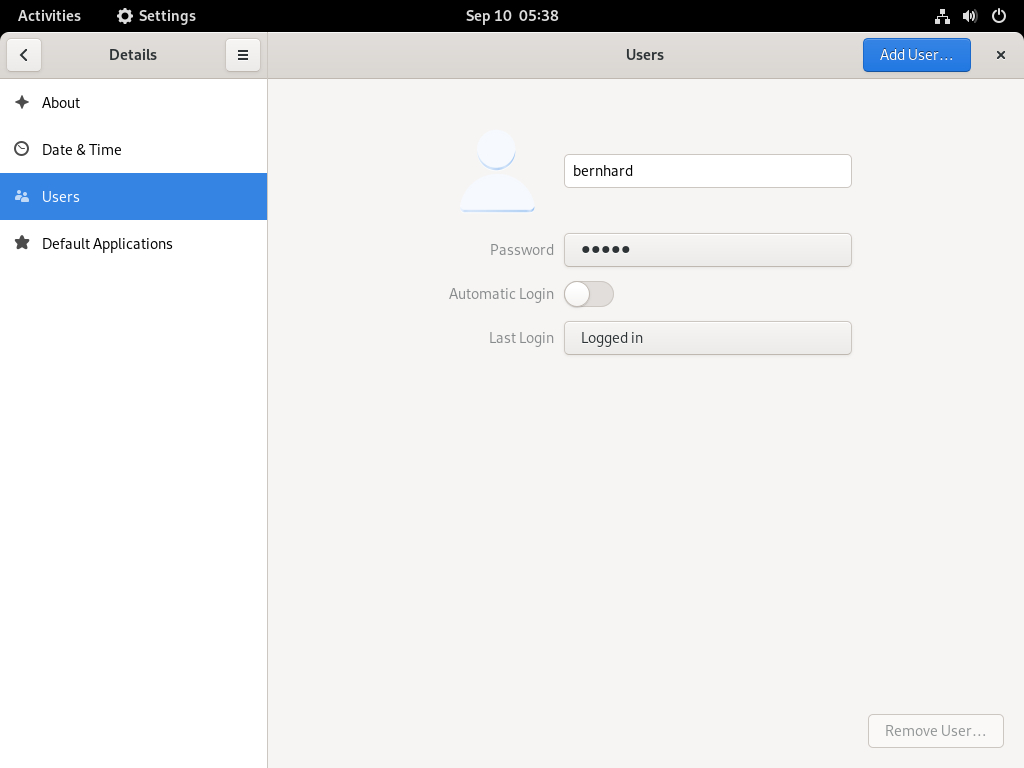 Activities
Settings
Sep 10 05:38
Details
Users
Add User…
About
Date & Time
Users
Default Applications
bernhard
Password
●●●●●
Automatic Login
Last Login
Logged in
Remove User…